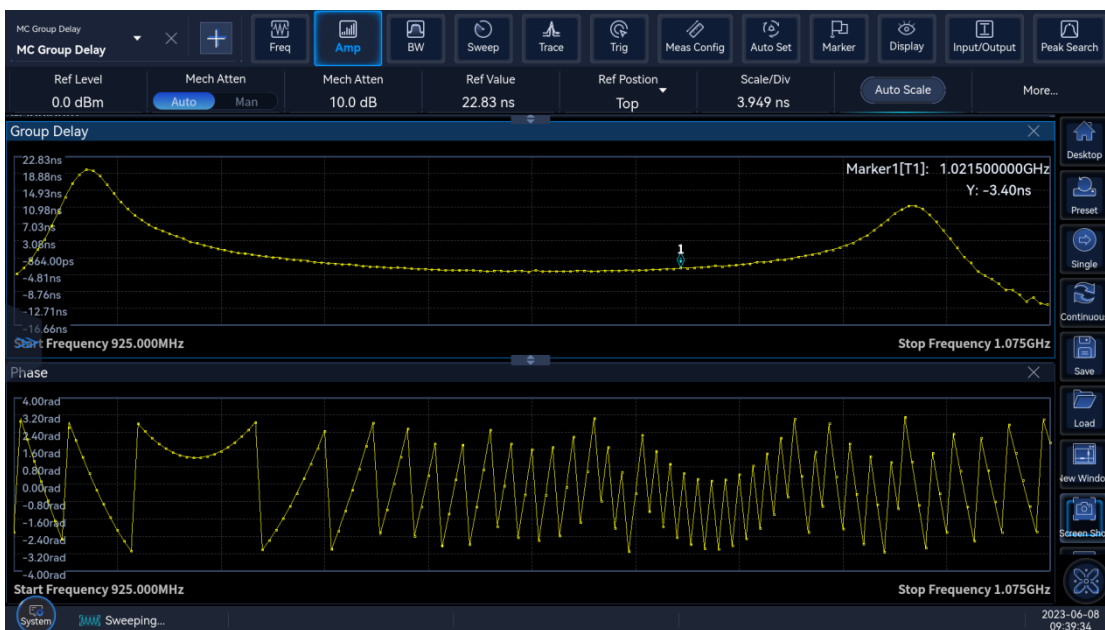 MC Group Delay
MC Group Delay
Freq
Amp
BW
Sweep
Trace
Trig
Meas Config
Auto Set
Marker
Display
Input/Output
Peak Search
Ref Level
0.0 dBm
Mech Atten
Auto Man
Mech Atten
10.0 dB
Ref Value
22.83 ns
Ref Postion
Top
Scale/Div
3.949 ns
Auto Scale
More...
Group Delay
22.83ns
18.88ns
14.93ns
10.98ns
7.03ns
3.08ns
-864.00ps
-4.81ns
-8.76ns
-12.71ns
-16.66ns
Marker1[T1]: 1.021500000GHz
Y: -3.40ns
1
Start Frequency 925.000MHz
Stop Frequency 1.075GHz
Phase
4.00rad
3.20rad
2.40rad
1.60rad
0.80rad
0.00rad
-0.80rad
-1.60rad
-2.40rad
-3.20rad
-4.00rad
Start Frequency 925.000MHz
Stop Frequency 1.075GHz
Desktop
Preset
Single
Continuou
Save
Load
New Windo
Screen Sho
System
Sweeping...
2023-06-08
09:39:34